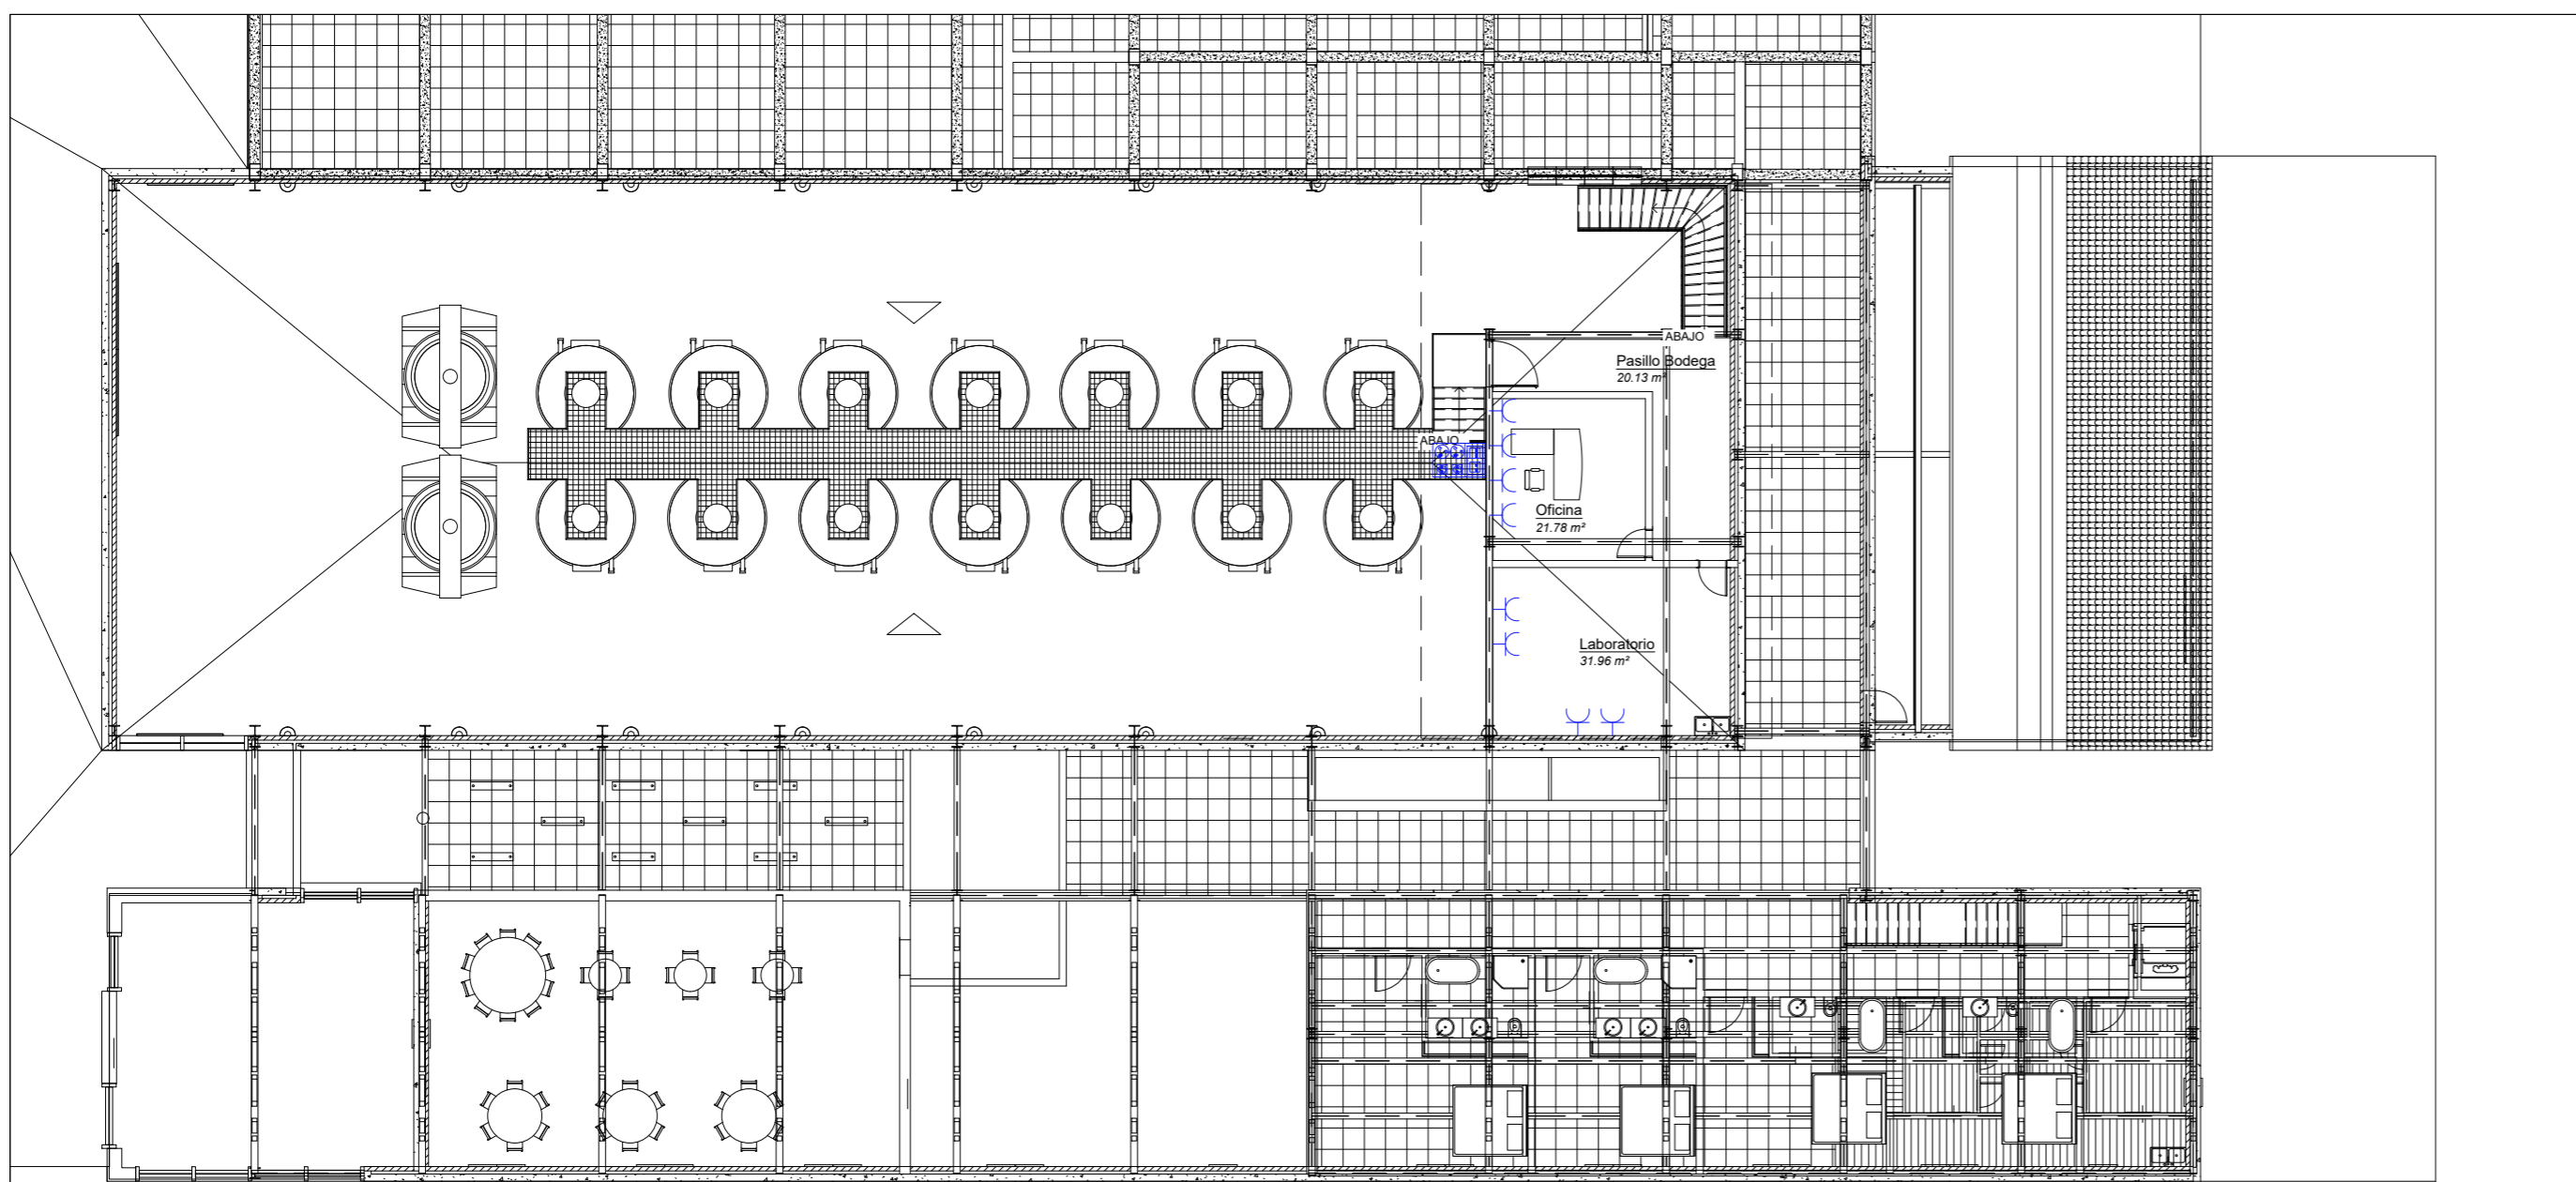 ABAJO
Pasillo Bodega
20.13 m²
ABAJO
Oficina
21.78 m²
Laboratorio
31.96 m²